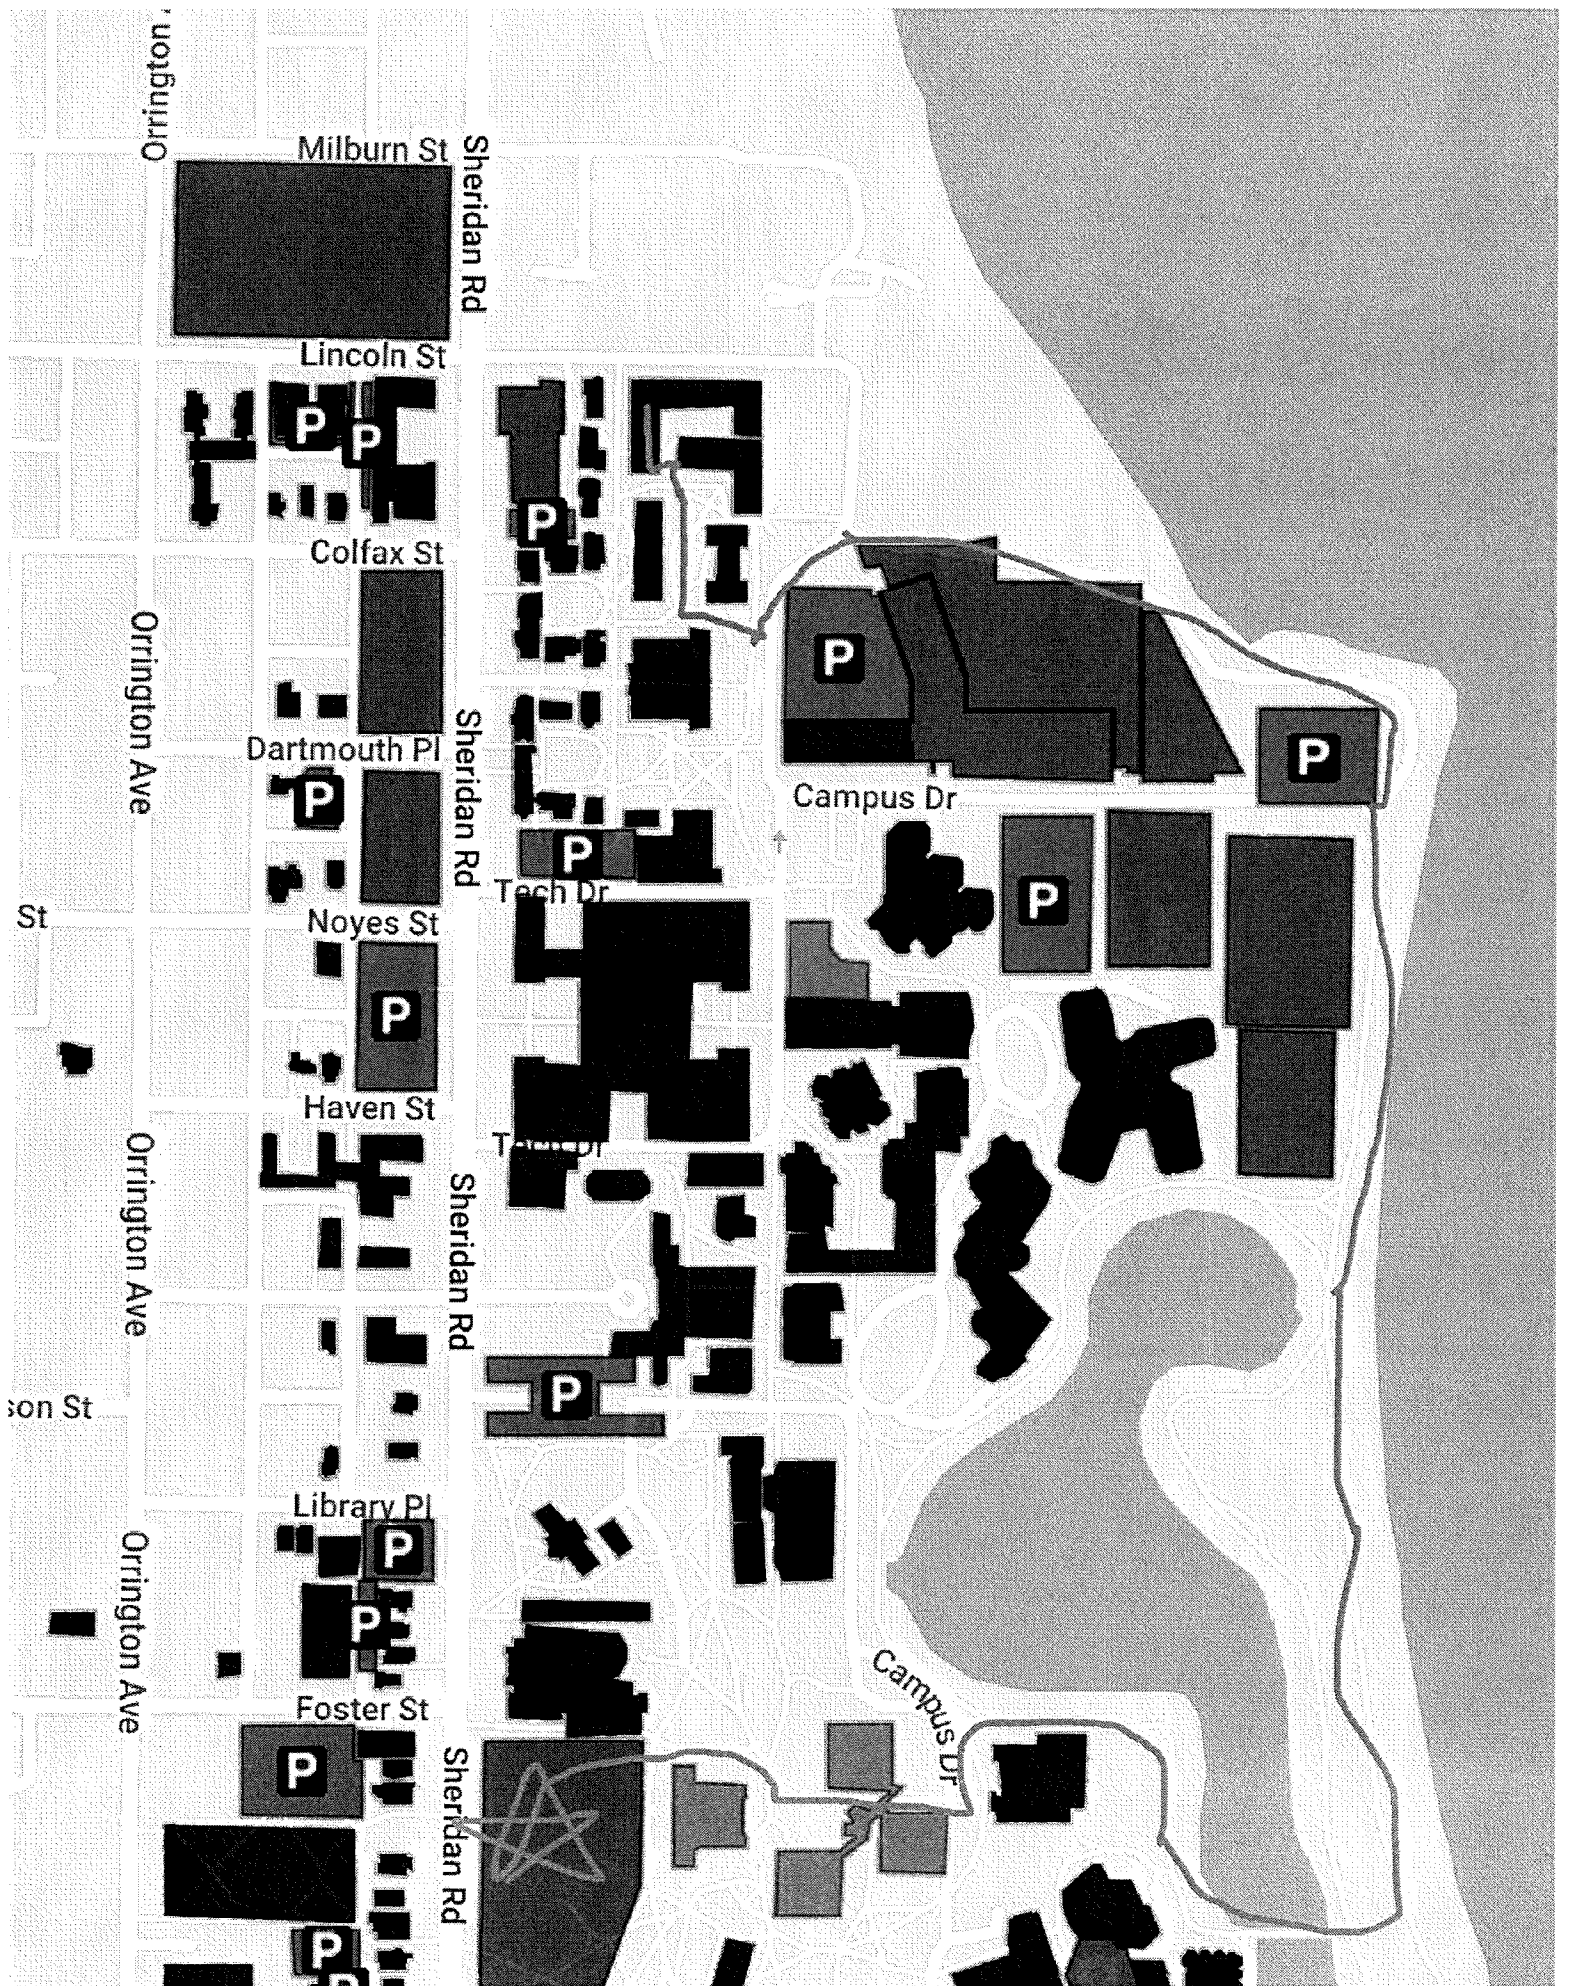 Orrington
Milburn St
Sheridan Rd
Lincoln St
P
P
P
Colfax St
Orrington Ave
P
Sheridan Rd
Dartmouth Pl
P
P
Campus Dr
P
Tech Dr
P
St
Noyes St
P
Haven St
Tech Dr
Orrington Ave
Sheridan Rd
P
son St
Library Pl
P
Orrington Ave
P
Campus Dr
Foster St
P
Sheridan Rd
P
P